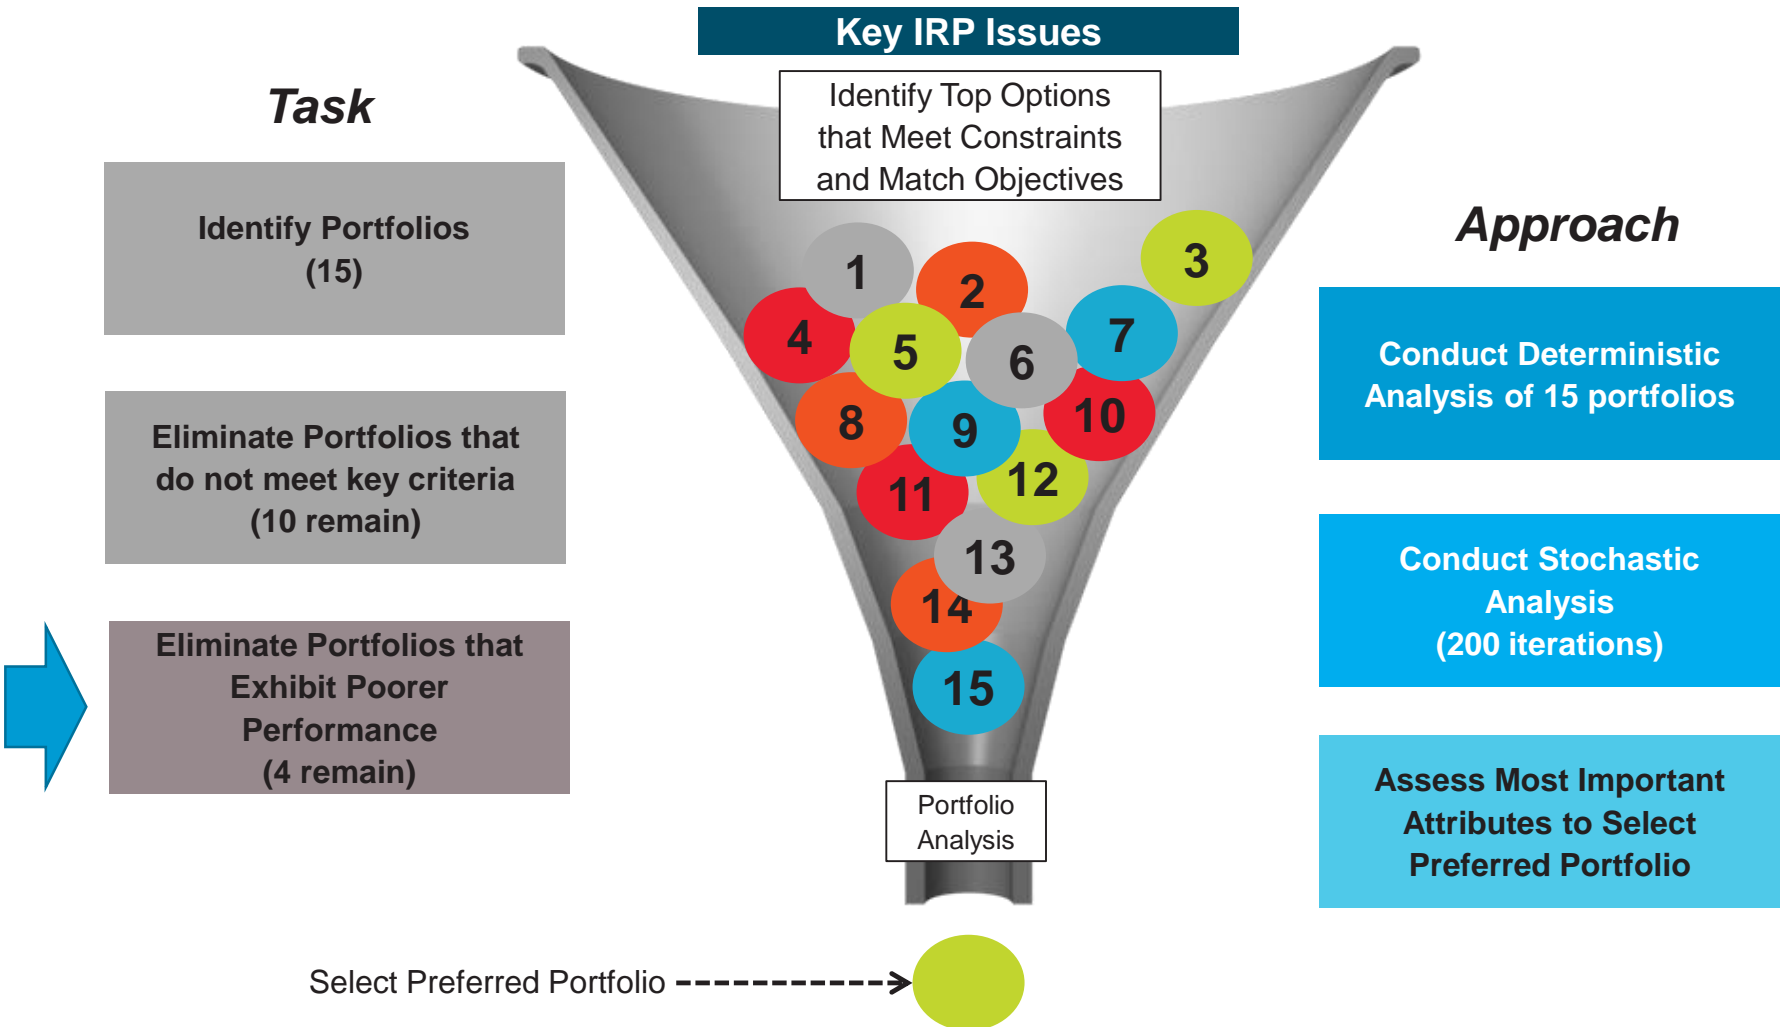 Key IRP Issues
Identify Top Options
that Meet Constraints
and Match Objectives
Task
Identify Portfolios
(15)
Eliminate Portfolios that
do not meet key criteria
(10 remain)
Eliminate Portfolios that
Exhibit Poorer
Performance
(4 remain)
1
2
3
4
5
6
7
8
9
10
11
12
13
14
15
Portfolio
Analysis
Approach
Conduct Deterministic
Analysis of 15 portfolios
Conduct Stochastic
Analysis
(200 iterations)
Assess Most Important
Attributes to Select
Preferred Portfolio
Select Preferred Portfolio